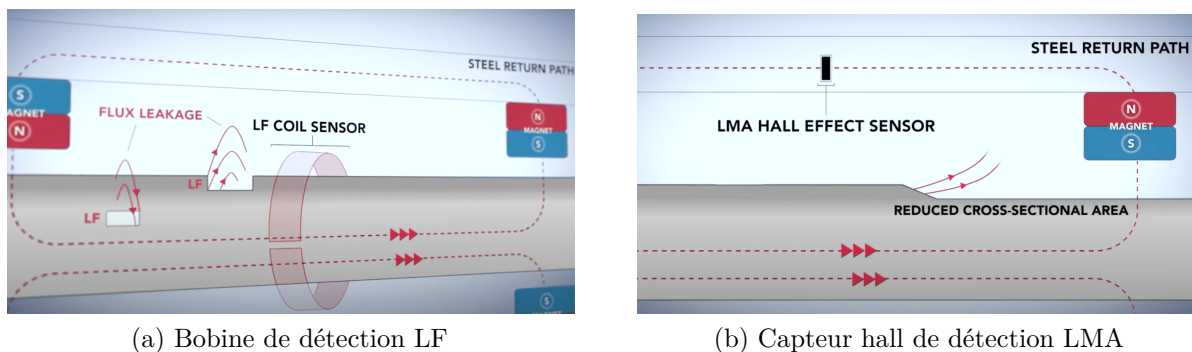 STEEL RETURN PATH
S
MAGNET
N
FLUX LEAKAGE
LF COIL SENSOR
N
MAGNET
S
LF
LF
S
MAGNET
(a) Bobine de détection LF
STEEL RETURN PATH
N
MAGNET
S
LMA HALL EFFECT SENSOR
REDUCED CROSS-SECTIONAL AREA
(b) Capteur hall de détection LMA